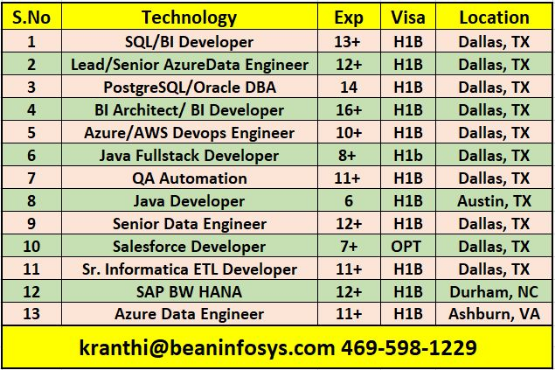 S.No Technology Exp Visa Location
1 SQL/BI Developer 13+ H1B Dallas, TX
2 Lead/Senior AzureData Engineer 12+ H1B Dallas, TX
3 PostgreSQL/Oracle DBA 14 H1B Dallas, TX
4 BI Architect/ BI Developer 16+ H1B Dallas, TX
5 Azure/AWS Devops Engineer 10+ H1B Dallas, TX
6 Java Fullstack Developer 8+ H1b Dallas, TX
7 QA Automation 11+ H1B Dallas, TX
8 Java Developer 6 H1B Austin, TX
9 Senior Data Engineer 12+ H1B Dallas, TX
10 Salesforce Developer 7+ OPT Dallas, TX
11 Sr. Informatica ETL Developer 11+ H1B Dallas, TX
12 SAP BW HANA 12+ H1B Durham, NC
13 Azure Data Engineer 11+ H1B Ashburn, VA
kranthi@beaninfosys.com 469-598-1229